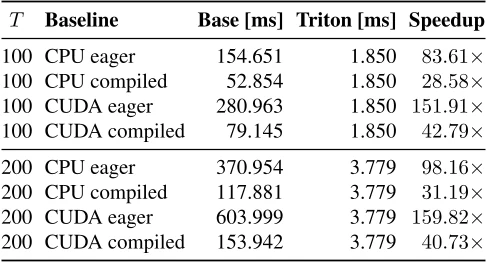 T Baseline Base [ms] Triton [ms] Speedup
100 CPU eager 154.651 1.850 83.61×
100 CPU compiled 52.854 1.850 28.58×
100 CUDA eager 280.963 1.850 151.91×
100 CUDA compiled 79.145 1.850 42.79×
200 CPU eager 370.954 3.779 98.16×
200 CPU compiled 117.881 3.779 31.19×
200 CUDA eager 603.999 3.779 159.82×
200 CUDA compiled 153.942 3.779 40.73×